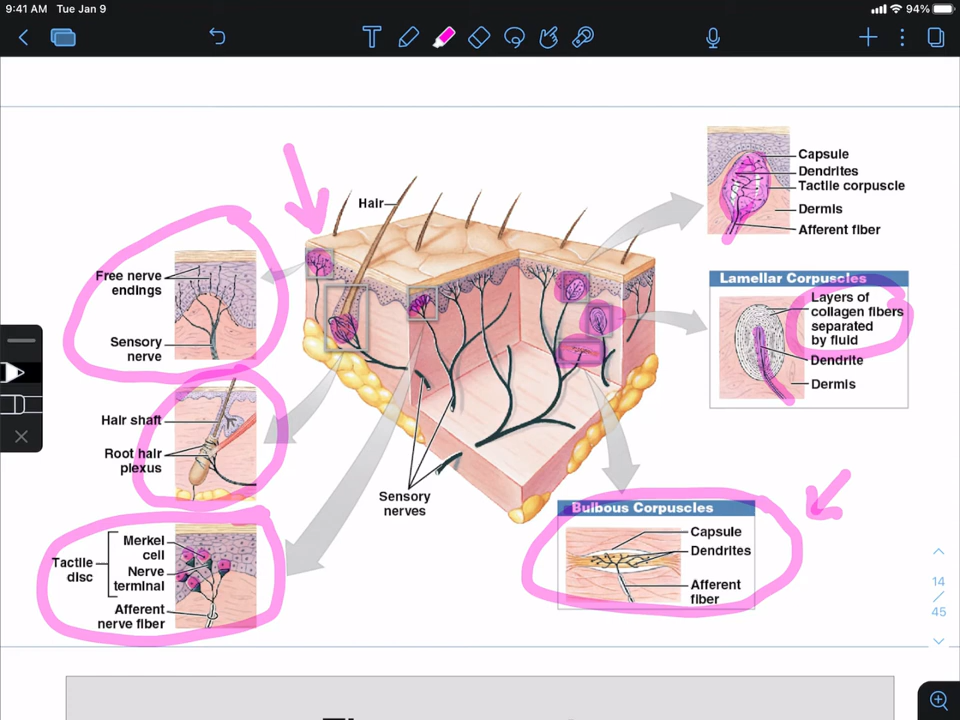 9:41 AM Tue Jan 9
94%
T
Hair
Capsule
Dendrites
Tactile corpuscle
Dermis
Afferent fiber
Free nerve
endings
Sensory
nerve
Lamellar Corpuscles
Layers of
collagen fibers
separated
by fluid
Dendrite
Dermis
Hair shaft
Root hair
plexus
Sensory
nerves
Bulbous Corpuscles
Capsule
Dendrites
Afferent
fiber
Tactile
disc
Merkel
cell
Nerve
terminal
Afferent
nerve fiber
14
/
45